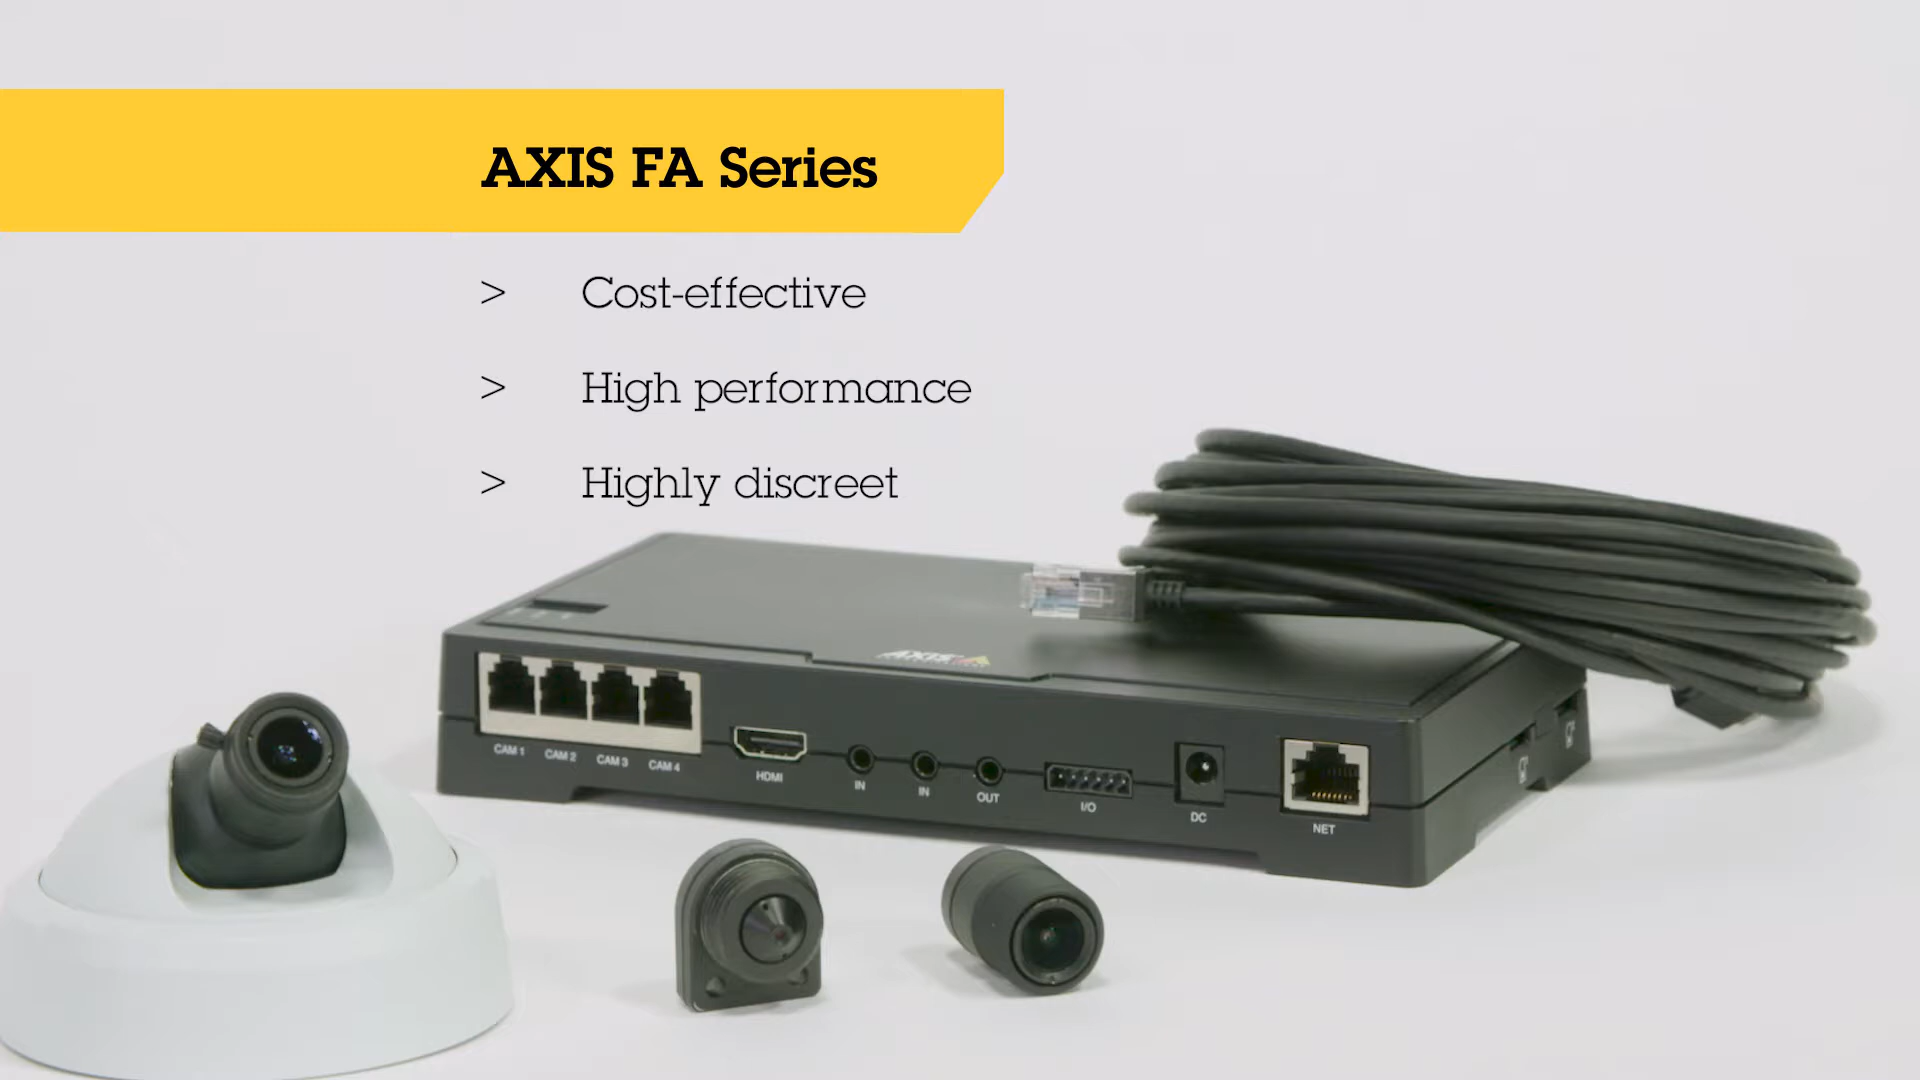 AXIS FA Series
> Cost-effective
> High performance
> Highly discreet
AXIS
CAM 1
CAM 2
CAM 3
CAM 4
HDMI
IN
IN
OUT
I/O
DC
NET